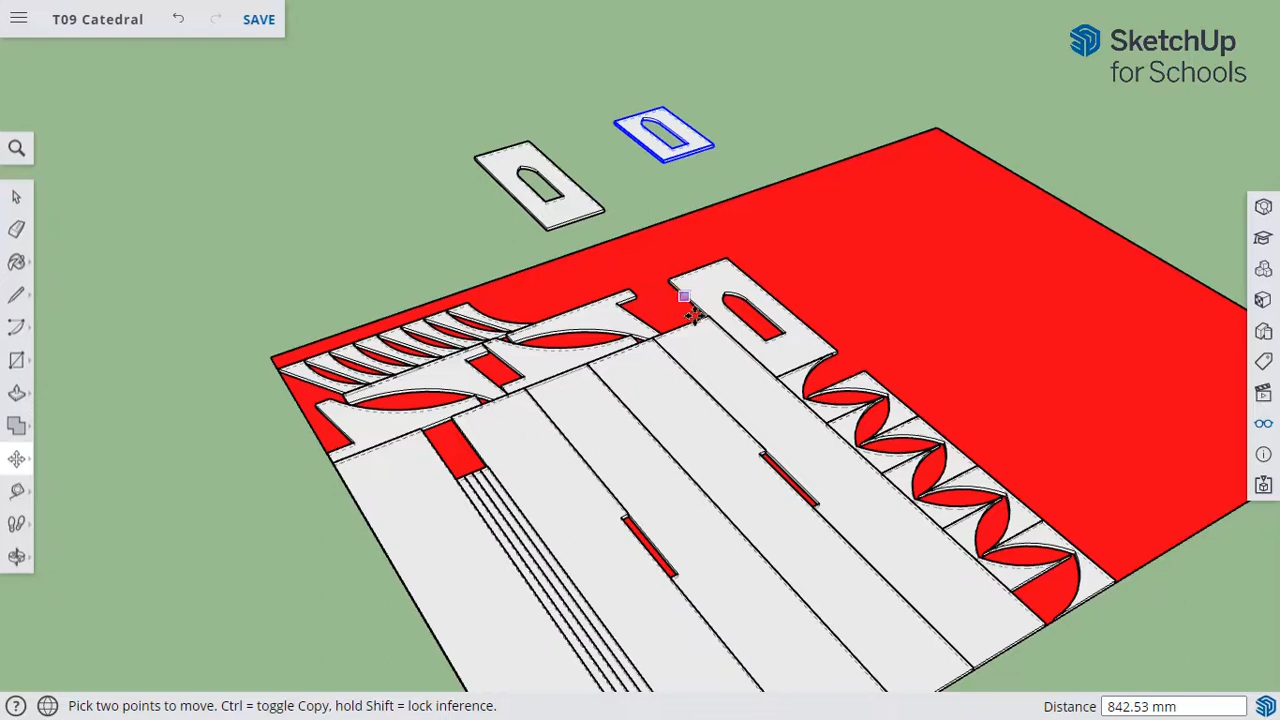 T09 Catedral
SAVE
SketchUp
for Schools
Pick two points to move. Ctrl = toggle Copy, hold Shift = lock inference.
Distance
842.53 mm